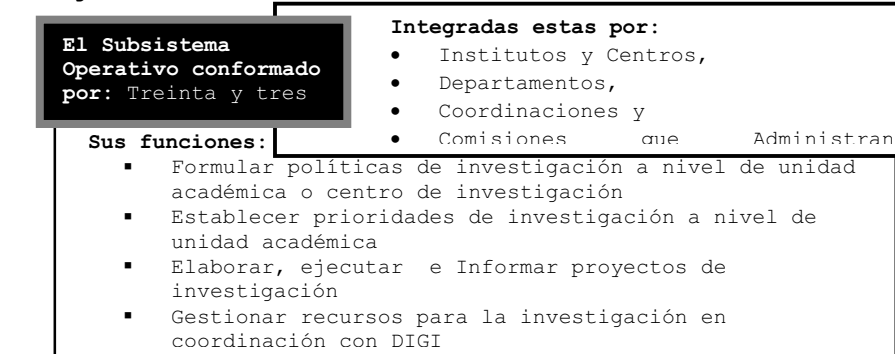 El Subsistema
Operativo conformado
por: Treinta y tres
Integradas estas por:
• Institutos y Centros,
• Departamentos,
• Coordinaciones y
• Comisiones que Administran
Sus funciones:
▪ Formular políticas de investigación a nivel de unidad
académica o centro de investigación
▪ Establecer prioridades de investigación a nivel de
unidad académica
▪ Elaborar, ejecutar e Informar proyectos de
investigación
▪ Gestionar recursos para la investigación en
coordinación con DIGI